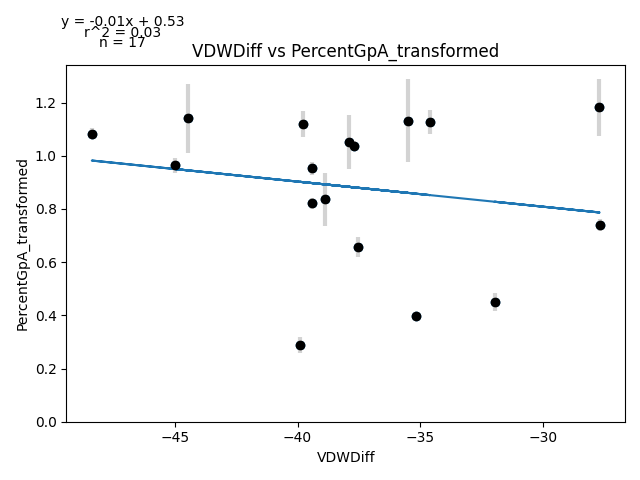 y = -0.01x + 0.53
r^2 = 0.03
n = 17
VDWDiff vs PercentGpA_transformed
PercentGpA_transformed
1.2
1.0
0.8
0.6
0.4
0.2
0.0
−45
−40
−35
−30
VDWDiff